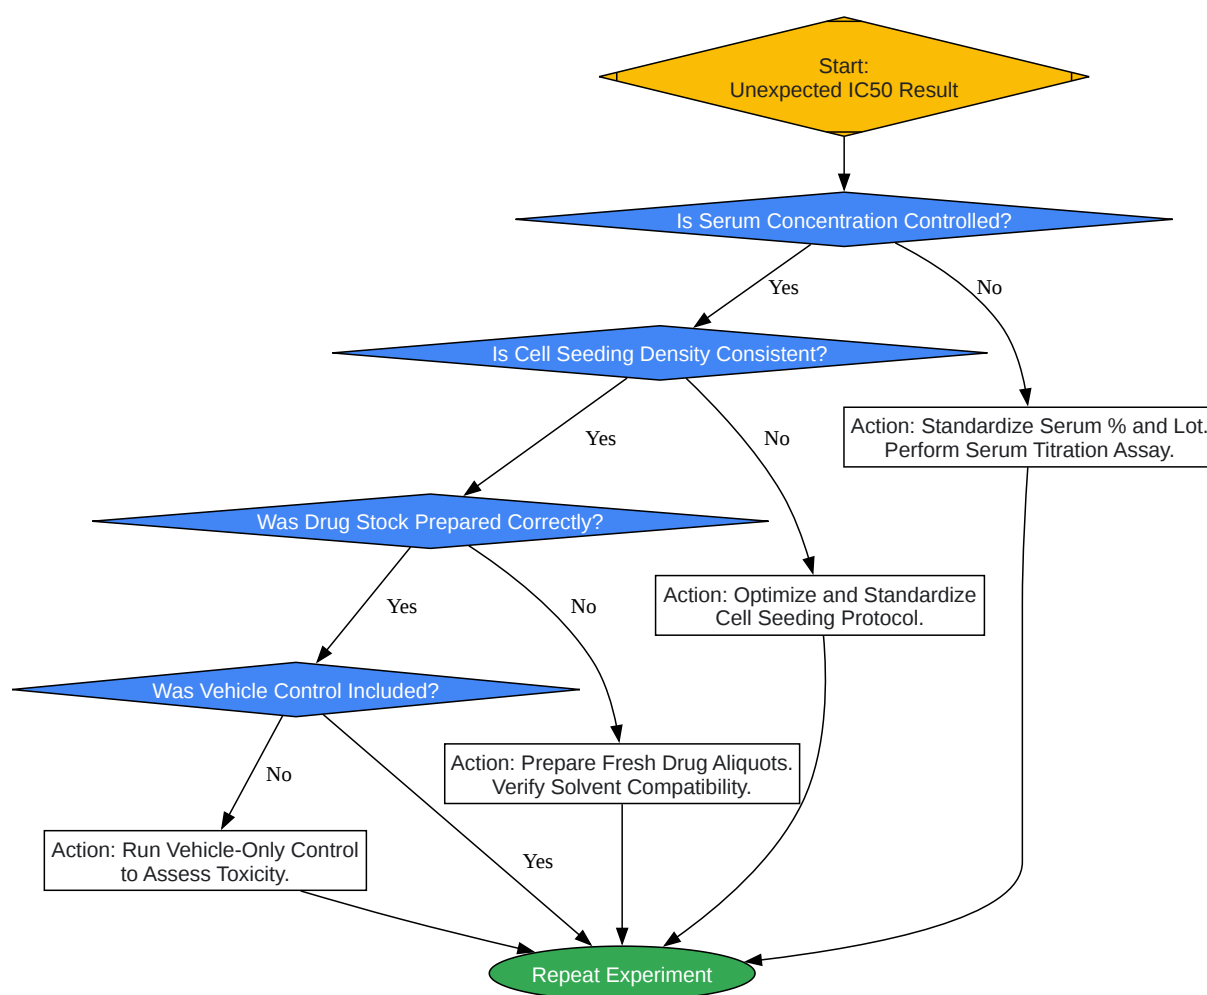 Start:
Unexpected IC50 Result
Is Serum Concentration Controlled?
Yes
No
Is Cell Seeding Density Consistent?
Action: Standardize Serum % and Lot.
Perform Serum Titration Assay.
Yes
No
Was Drug Stock Prepared Correctly?
Action: Optimize and Standardize
Cell Seeding Protocol.
Yes
No
Was Vehicle Control Included?
Action: Prepare Fresh Drug Aliquots.
Verify Solvent Compatibility.
No
Yes
Action: Run Vehicle-Only Control
to Assess Toxicity.
Repeat Experiment